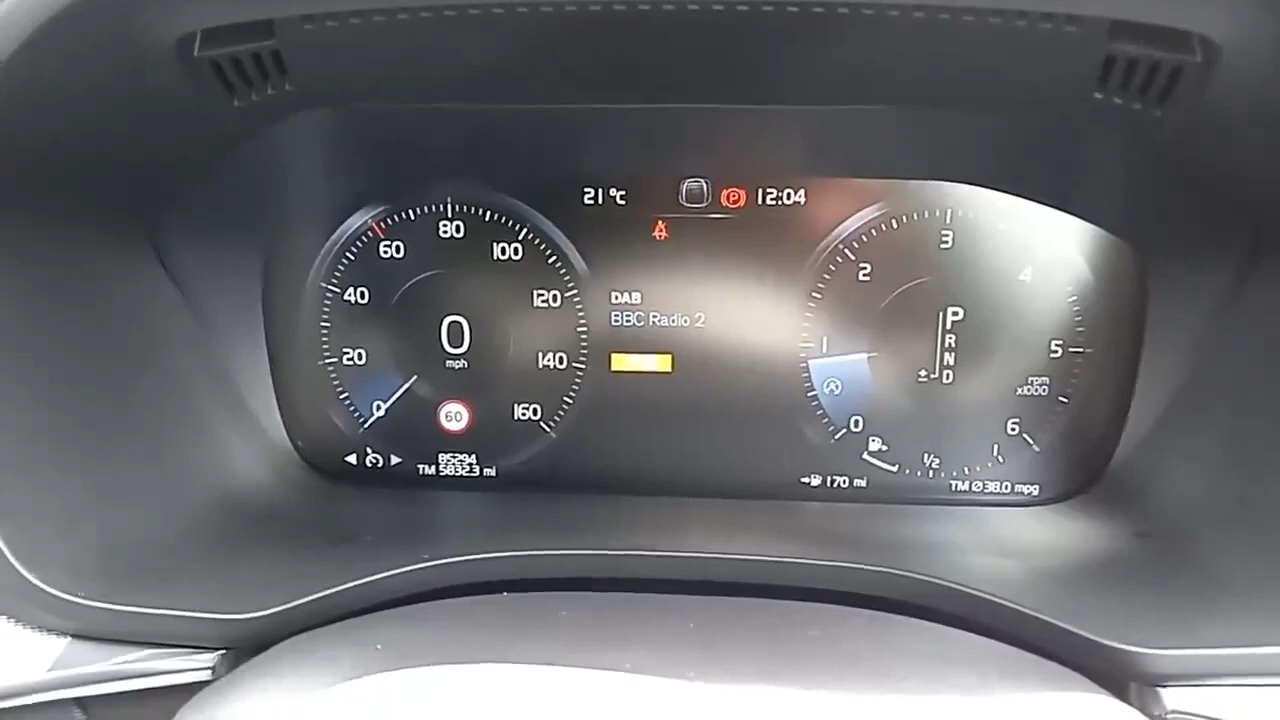 21°C
P
12:04
0
20
40
60
80
100
120
140
160
0
mph
60
85294
TM 5832.3 mi
DAB
BBC Radio 2
0
1
2
3
4
5
6
rpm
x1000
P
R
N
D
±
A
1/2
1
170 mi
TM Ø38.0 mpg